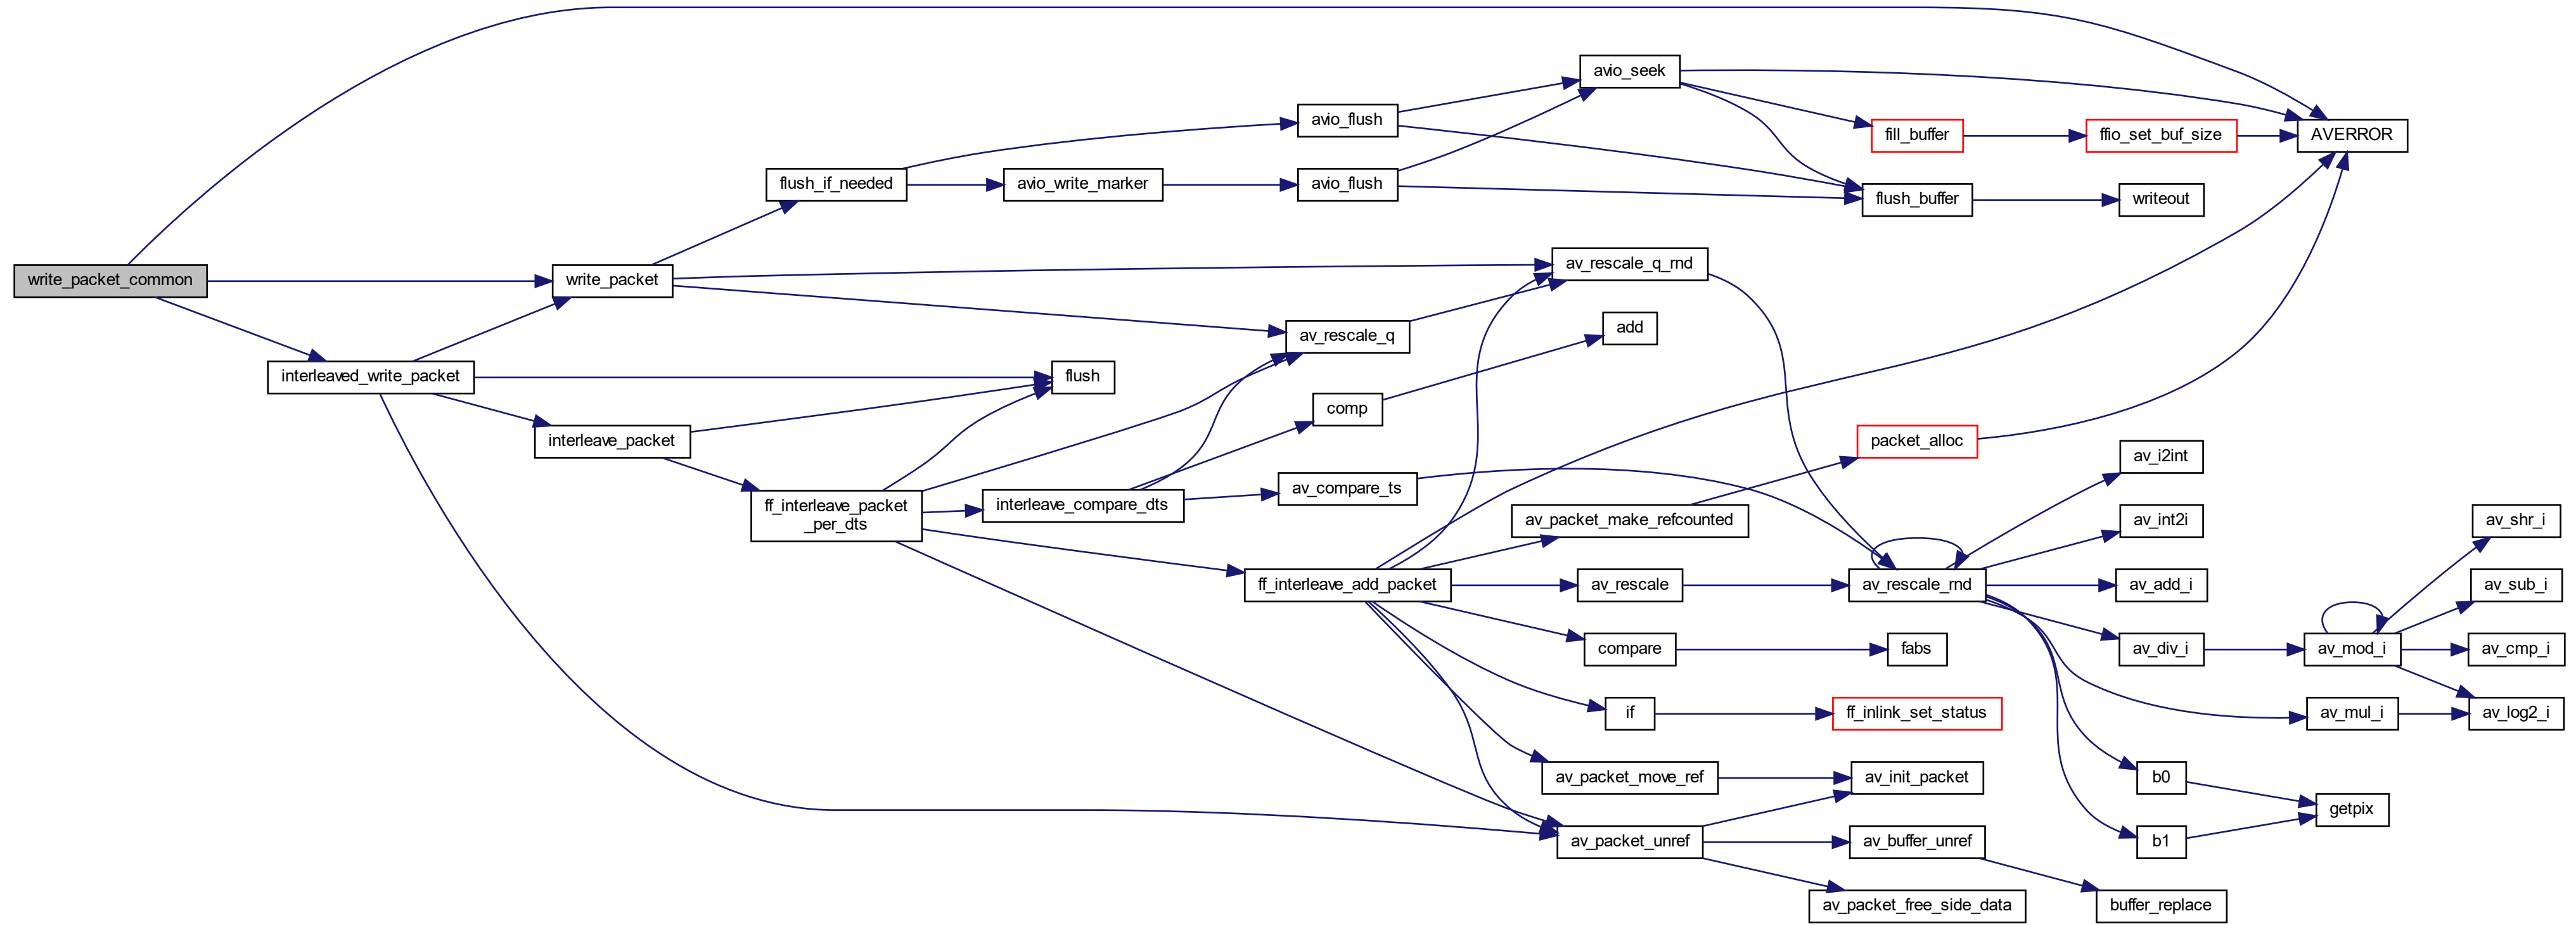 write_packet_common
interleaved_write_packet
write_packet
interleave_packet
flush_if_needed
ff_interleave_packet
_per_dts
avio_write_marker
flush
interleave_compare_dts
avio_flush
avio_flush
av_rescale_q
comp
av_compare_ts
ff_interleave_add_packet
avio_seek
av_rescale_q_rnd
add
av_packet_make_refcounted
av_rescale
compare
if
av_packet_move_ref
av_packet_unref
fill_buffer
flush_buffer
packet_alloc
av_rescale_rnd
fabs
ff_inlink_set_status
av_init_packet
av_buffer_unref
av_packet_free_side_data
ffio_set_buf_size
writeout
av_i2int
av_int2i
av_add_i
av_div_i
b0
b1
buffer_replace
AVERROR
av_mod_i
av_mul_i
getpix
av_shr_i
av_sub_i
av_cmp_i
av_log2_i